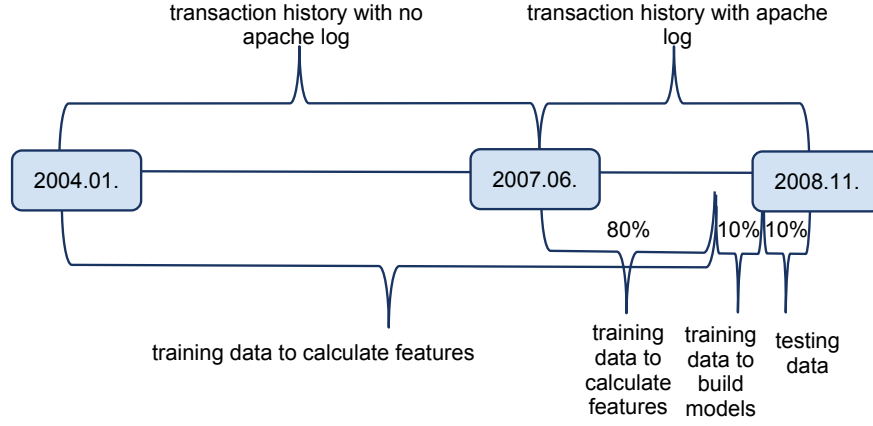 transaction history with no
apache log
transaction history with apache
log
2004.01.
2007.06.
2008.11.
80%
10%
10%
training data to calculate features
training
data to
calculate
features
training
data to
build
models
testing
data